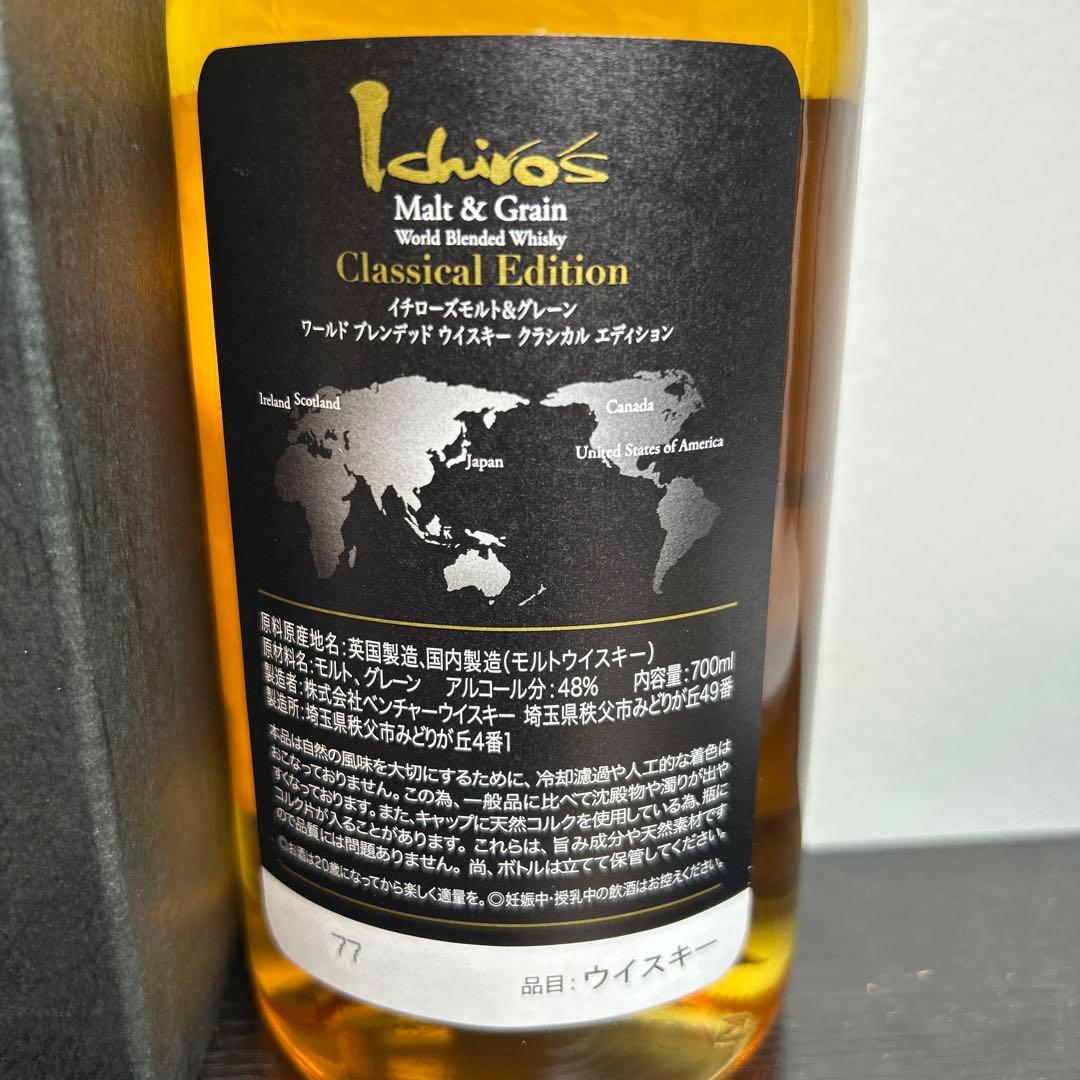 Ichiro's
Malt & Grain
World Blended Whisky
Classical Edition
イチローズモルト&グレーン
ワールド ブレンデッド ウイスキー クラシカル エディション
Ireland Scotland
Canada
Japan
United States of America
原料原産地名:英国製造、国内製造(モルトウイスキー)
原材料名:モルト、グレーン アルコール分:48% 内容量:700ml
製造者:株式会社ベンチャーウイスキー 埼玉県秩父市みどりが丘49番
製造所:埼玉県秩父市みどりが丘4番1
本品は自然の風味を大切にするために、冷却濾過や人工的な着色は
おこなっておりません。この為、一般品に比べて沈殿物や濁りが出や
すくなっております。また、キャップに天然コルクを使用している為、瓶に
コルク片が入ることがあります。これらは、旨み成分や天然素材です
ので品質には問題ありません。尚、ボトルは立てて保管してください。
◎お酒は20歳になってから楽しく適量を。◎妊娠中・授乳中の飲酒はお控えください。
77
品目:ウイスキー